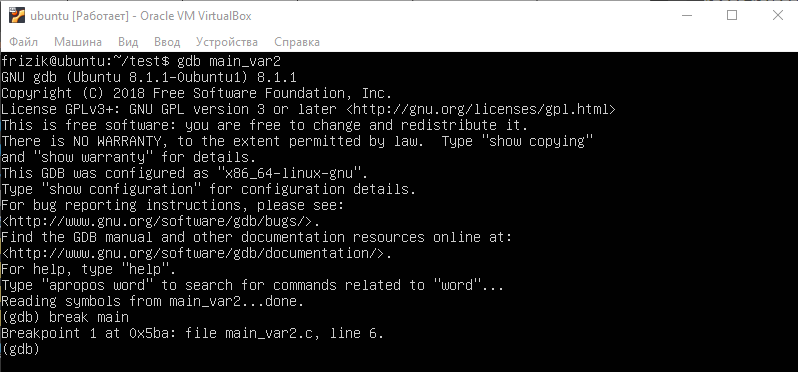 ubuntu [Работает] - Oracle VM VirtualBox
Файл Машина Вид Ввод Устройства Справка
frizik@ubuntu:~/test$ gdb main_var2
GNU gdb (Ubuntu 8.1.1-0ubuntu1) 8.1.1
Copyright (C) 2018 Free Software Foundation, Inc.
License GPLv3+: GNU GPL version 3 or later <http://gnu.org/licenses/gpl.html>
This is free software: you are free to change and redistribute it.
There is NO WARRANTY, to the extent permitted by law.  Type "show copying"
and "show warranty" for details.
This GDB was configured as "x86_64-linux-gnu".
Type "show configuration" for configuration details.
For bug reporting instructions, please see:
<http://www.gnu.org/software/gdb/bugs/>.
Find the GDB manual and other documentation resources online at:
<http://www.gnu.org/software/gdb/documentation/>.
For help, type "help".
Type "apropos word" to search for commands related to "word"...
Reading symbols from main_var2...done.
(gdb) break main
Breakpoint 1 at 0x5ba: file main_var2.c, line 6.
(gdb)